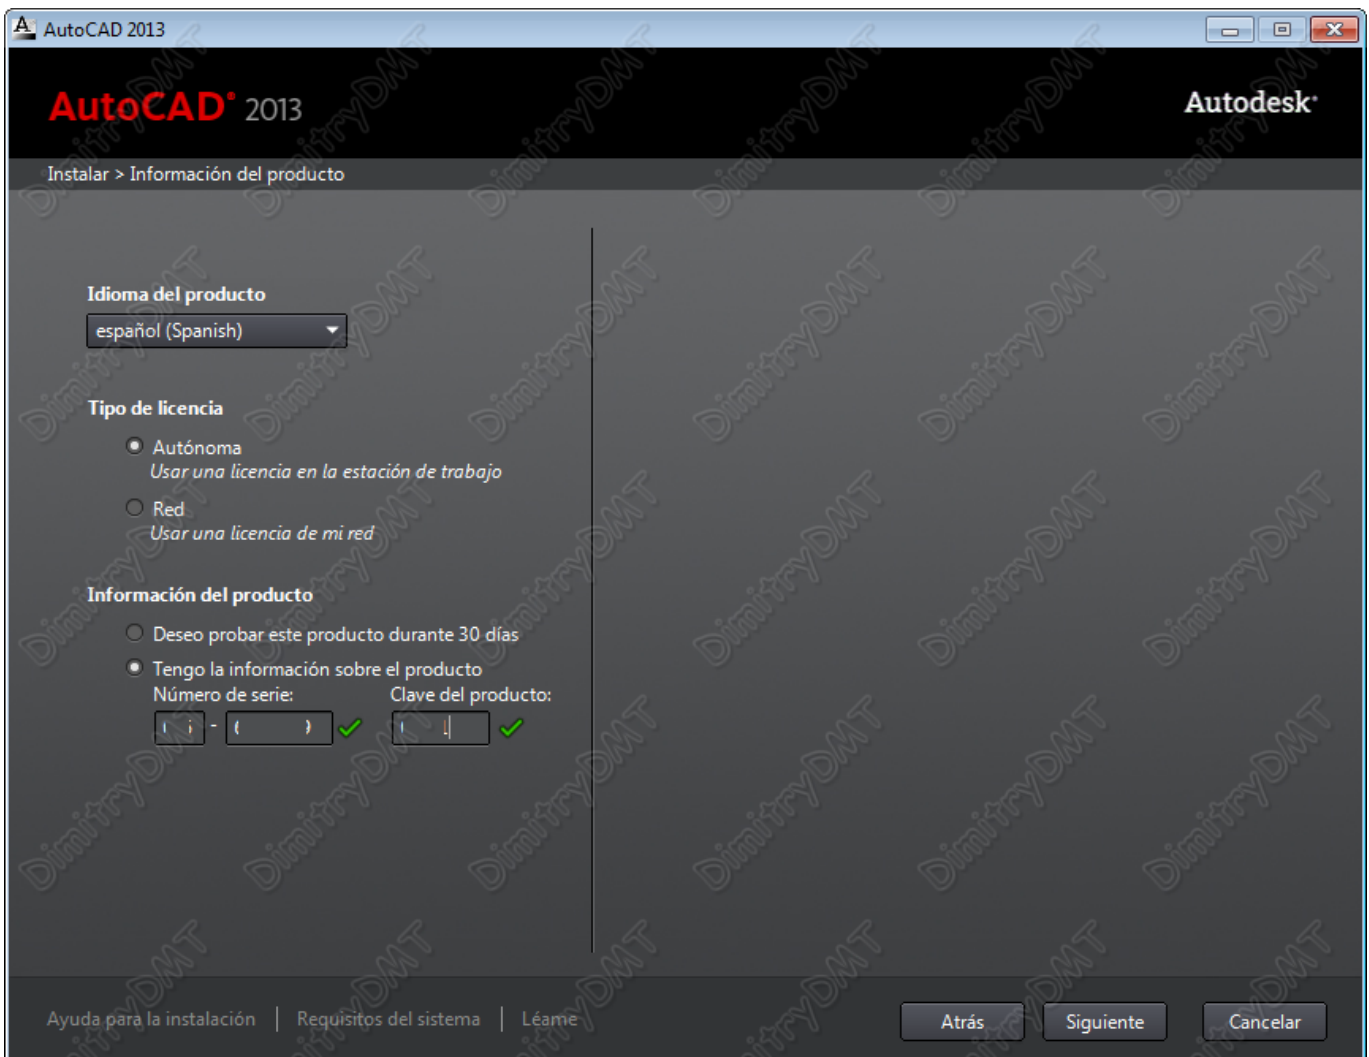 AutoCAD 2013
AutoCAD® 2013
Autodesk®
Instalar > Información del producto
Idioma del producto
español (Spanish)
Tipo de licencia
Autónoma
Usar una licencia en la estación de trabajo
Red
Usar una licencia de mi red
Información del producto
Deseo probar este producto durante 30 días
Tengo la información sobre el producto
Número de serie: Clave del producto:
-
Ayuda para la instalación | Requisitos del sistema | Léame
Atrás Siguiente Cancelar
DimitryDMT